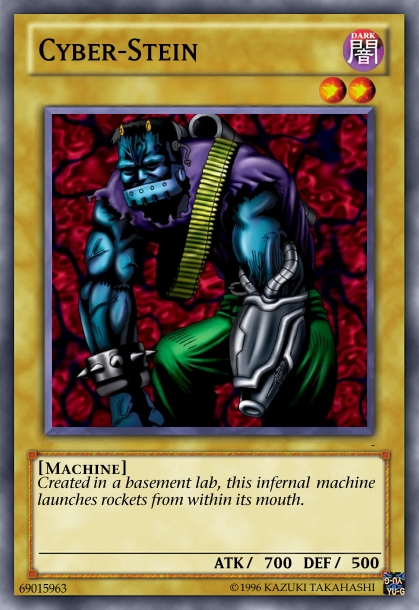 CYBER-STEIN
DARK
闇
[MACHINE]
Created in a basement lab, this infernal machine
launches rockets from within its mouth.
ATK / 700 DEF / 500
69015963
©1996 KAZUKI TAKAHASHI